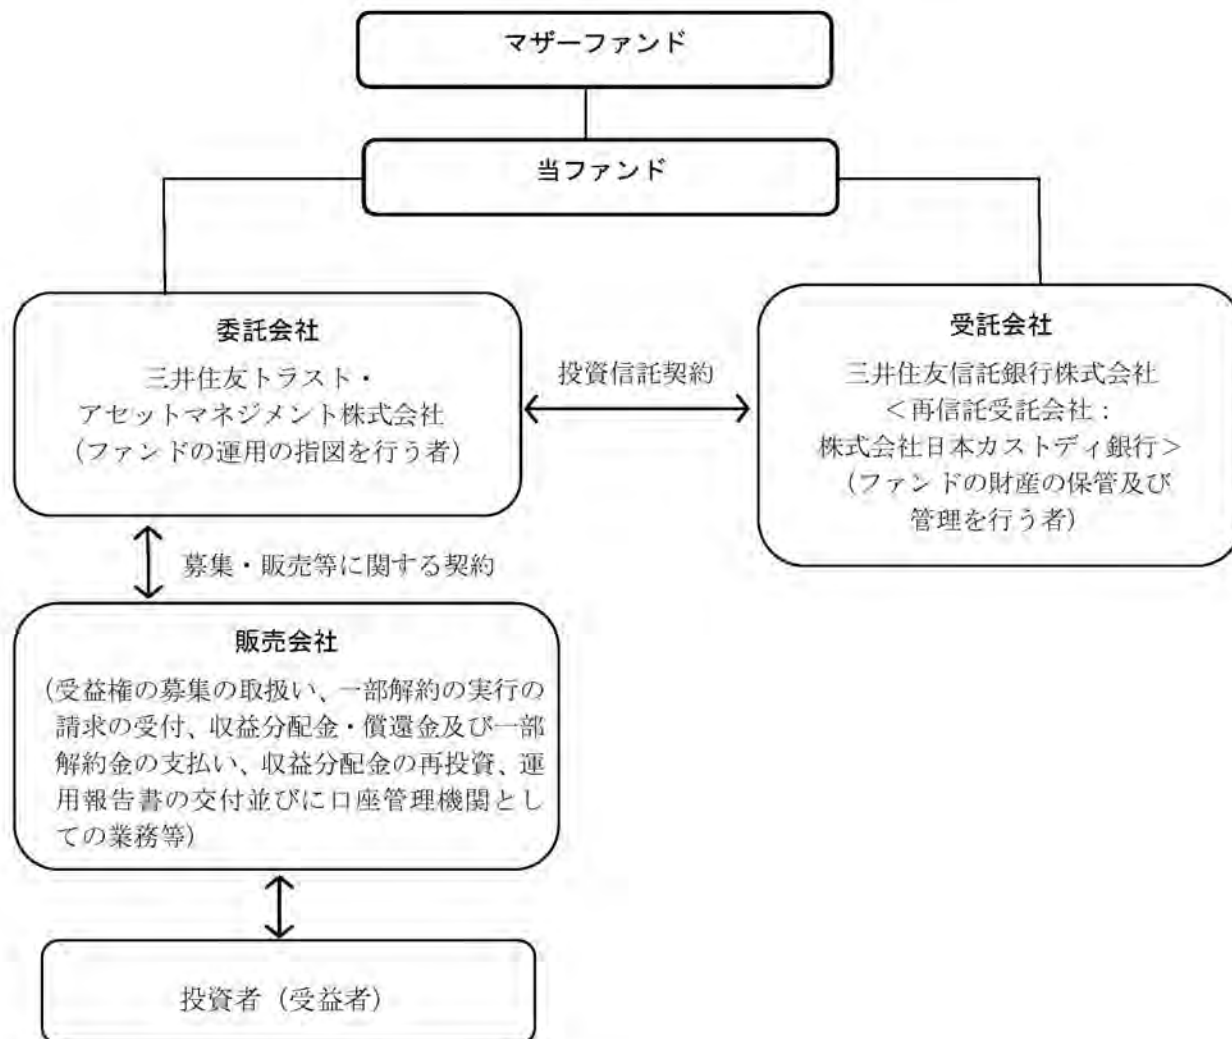 マザーファンド
当ファンド
委託会社
三井住友トラスト・
アセットマネジメント株式会社
(ファンドの運用の指図を行う者)
投資信託契約
受託会社
三井住友信託銀行株式会社
<再信託受託会社:
株式会社日本カストディ銀行>
(ファンドの財産の保管及び
管理を行う者)
募集・販売等に関する契約
販売会社
(受益権の募集の取扱い、一部解約の実行の
請求の受付、収益分配金・償還金及び一部
解約金の支払い、収益分配金の再投資、運
用報告書の交付並びに口座管理機関とし
ての業務等)
投資者(受益者)